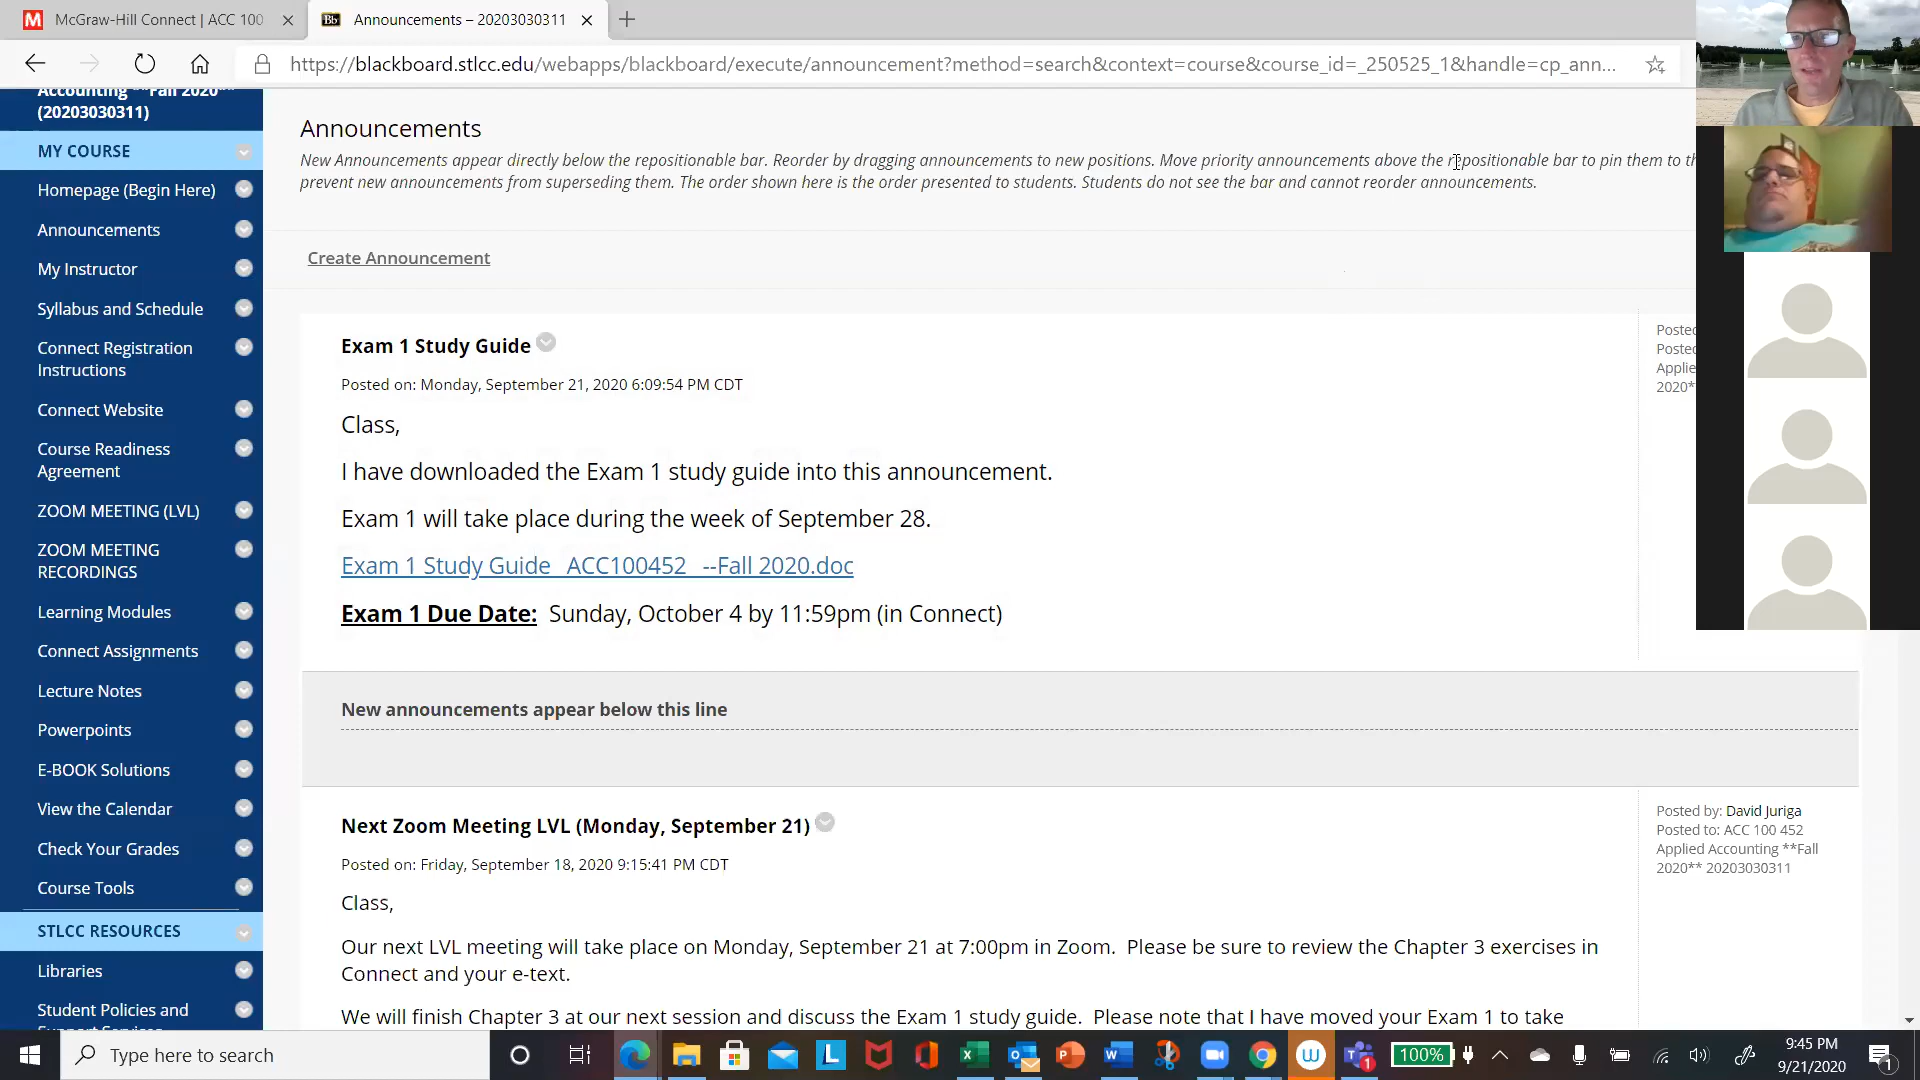 McGraw-Hill Connect | ACC 100
Announcements – 20203030311
https://blackboard.stlcc.edu/webapps/blackboard/execute/announcement?method=search&context=course&course_id=_250525_1&handle=cp_ann...
Accounting **Fall 2020**
(20203030311)
MY COURSE
Homepage (Begin Here)
Announcements
My Instructor
Syllabus and Schedule
Connect Registration
Instructions
Connect Website
Course Readiness
Agreement
ZOOM MEETING (LVL)
ZOOM MEETING
RECORDINGS
Learning Modules
Connect Assignments
Lecture Notes
Powerpoints
E-BOOK Solutions
View the Calendar
Check Your Grades
Course Tools
STLCC RESOURCES
Libraries
Student Policies and
Support Services
Announcements
New Announcements appear directly below the repositionable bar. Reorder by dragging announcements to new positions. Move priority announcements above the repositionable bar to pin them to th
prevent new announcements from superseding them. The order shown here is the order presented to students. Students do not see the bar and cannot reorder announcements.
Create Announcement
Exam 1 Study Guide
Posted on: Monday, September 21, 2020 6:09:54 PM CDT
Class,
I have downloaded the Exam 1 study guide into this announcement.
Exam 1 will take place during the week of September 28.
Exam 1 Study Guide_ ACC100452_ --Fall 2020.doc
Exam 1 Due Date: Sunday, October 4 by 11:59pm (in Connect)
Posted
Posted
Applie
2020*
New announcements appear below this line
Next Zoom Meeting LVL (Monday, September 21)
Posted on: Friday, September 18, 2020 9:15:41 PM CDT
Class,
Our next LVL meeting will take place on Monday, September 21 at 7:00pm in Zoom. Please be sure to review the Chapter 3 exercises in
Connect and your e-text.
We will finish Chapter 3 at our next session and discuss the Exam 1 study guide. Please note that I have moved your Exam 1 to take
Posted by: David Juriga
Posted to: ACC 100 452
Applied Accounting **Fall
2020** 20203030311
Type here to search
100%
9:45 PM
9/21/2020